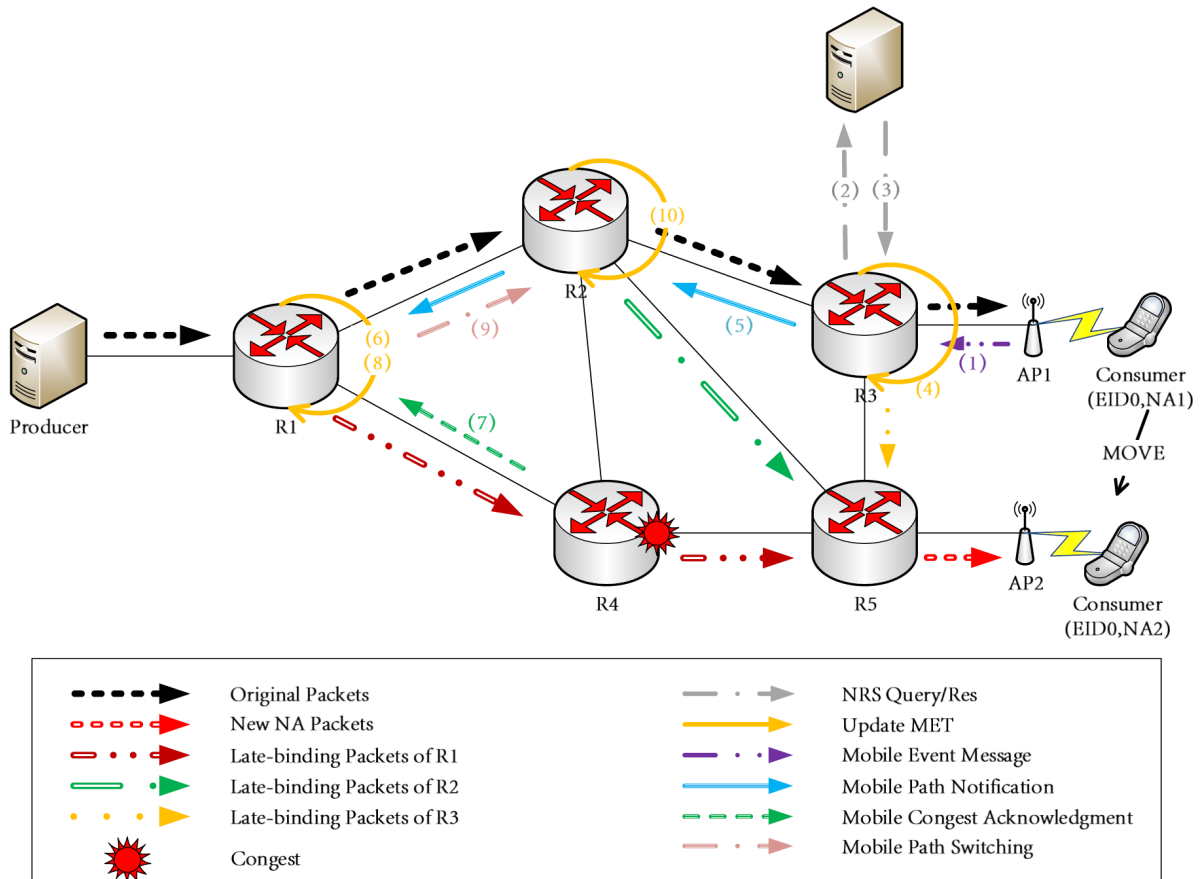 (2)
(3)
(10)
R2
(5)
(6)
(9)
(8)
(1)
AP1
Consumer
(EID0,NA1)
R3
(4)
Producer
R1
(7)
MOVE
R4
R5
AP2
Consumer
(EID0,NA2)
Original Packets
New NA Packets
Late-binding Packets of R1
Late-binding Packets of R2
Late-binding Packets of R3
Congest
NRS Query/Res
Update MET
Mobile Event Message
Mobile Path Notification
Mobile Congest Acknowledgment
Mobile Path Switching